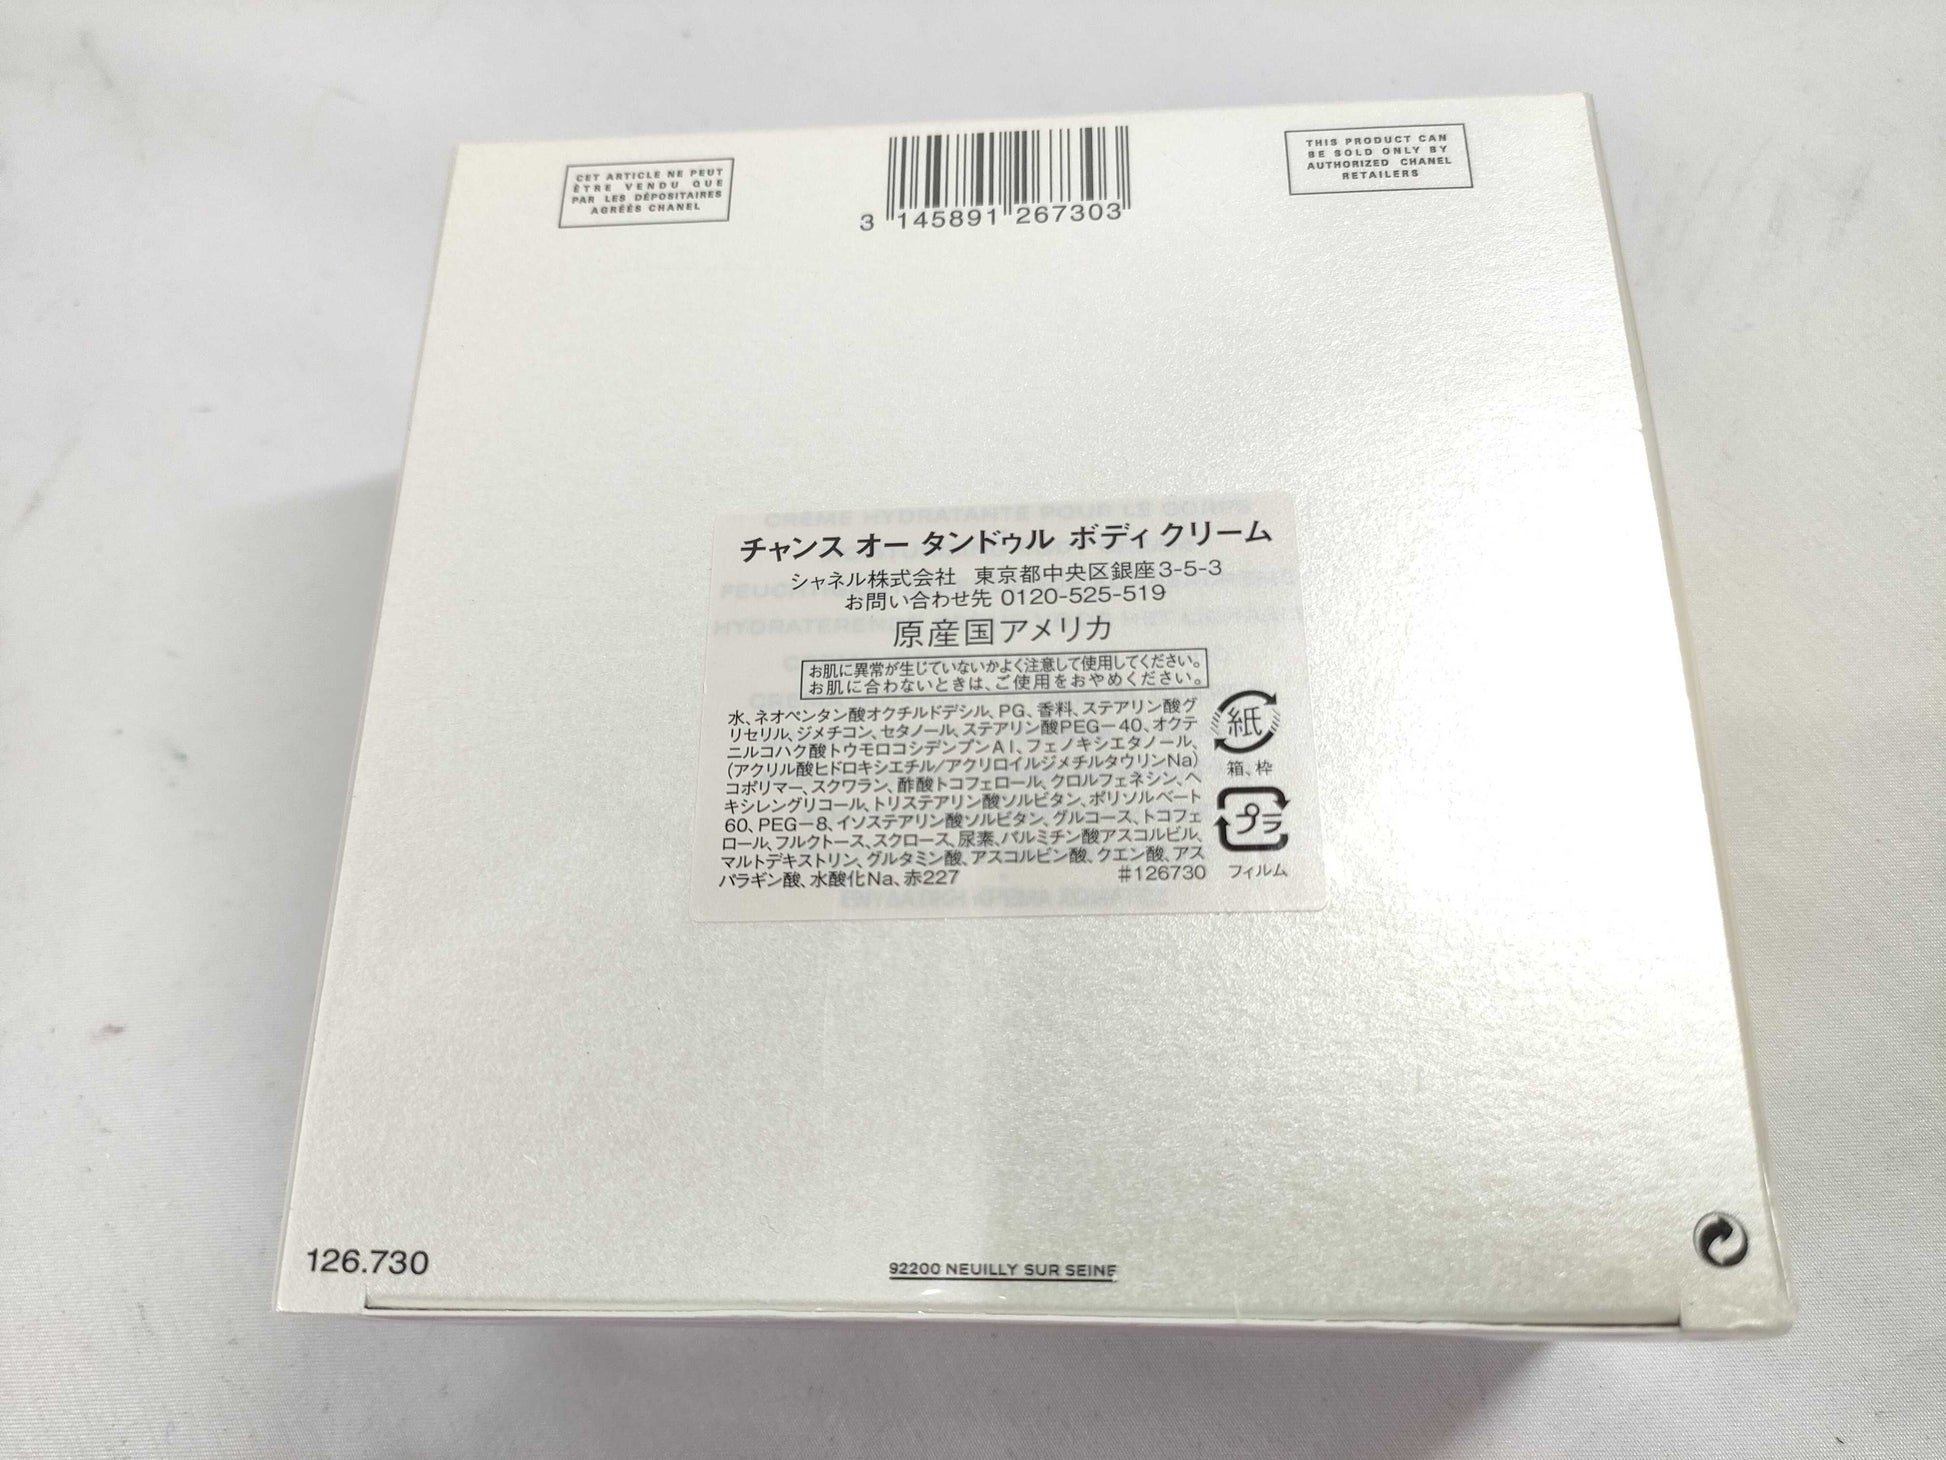 CET ARTICLE NE PEUT
ÊTRE VENDU QUE
PAR LES DÉPOSITAIRES
AGRÉÉS CHANEL
3 145891 267303
THIS PRODUCT CAN
BE SOLD ONLY BY
AUTHORIZED CHANEL
RETAILERS
CRÈME HYDRATANTE POUR LE CORPS
チャンス オー タンドゥル ボディ クリーム
シャネル株式会社 東京都中央区銀座3-5-3
お問い合わせ先 0120-525-519
原産国アメリカ
お肌に異常が生じていないかよく注意して使用してください。
お肌に合わないときは、ご使用をおやめください。
水、ネオペンタン酸オクチルドデシル、PG、香料、ステアリン酸グ
リセリル、ジメチコン、セタノール、ステアリン酸PEG－40、オクテ
ニルコハク酸トウモロコシデンプンAl、フェノキシエタノール、
(アクリル酸ヒドロキシエチル/アクリロイルジメチルタウリンNa)
コポリマー、スクワラン、酢酸トコフェロール、クロルフェネシン、ヘ
キシレングリコール、トリステアリン酸ソルビタン、ポリソルベート
60、PEG－8、イソステアリン酸ソルビタン、グルコース、トコフェ
ロール、フルクトース、スクロース、尿素、パルミチン酸アスコルビル、
マルトデキストリン、グルタミン酸、アスコルビン酸、クエン酸、アス
パラギン酸、水酸化Na、赤227 #126730
紙
箱、枠
プラ
フィルム
126.730
92200 NEUILLY SUR SEINE